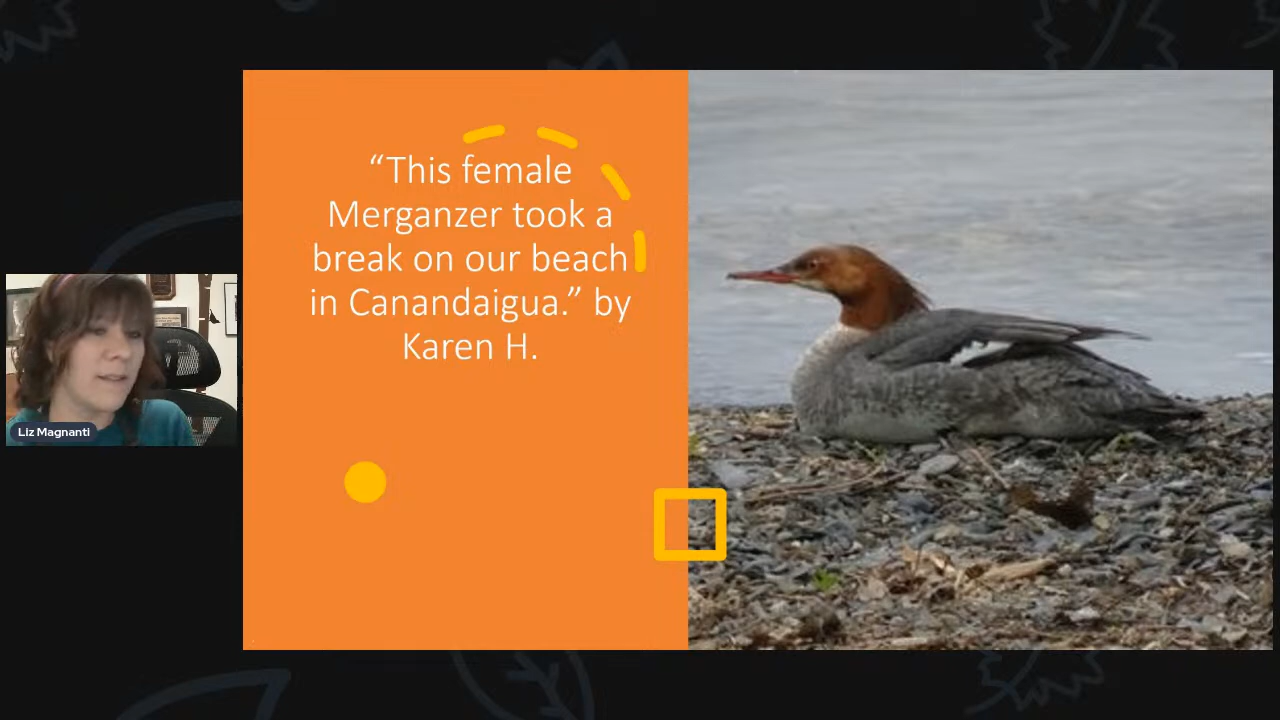 “This female
Merganzer took a
break on our beach
in Canandaigua.” by
Karen H.
Liz Magnanti